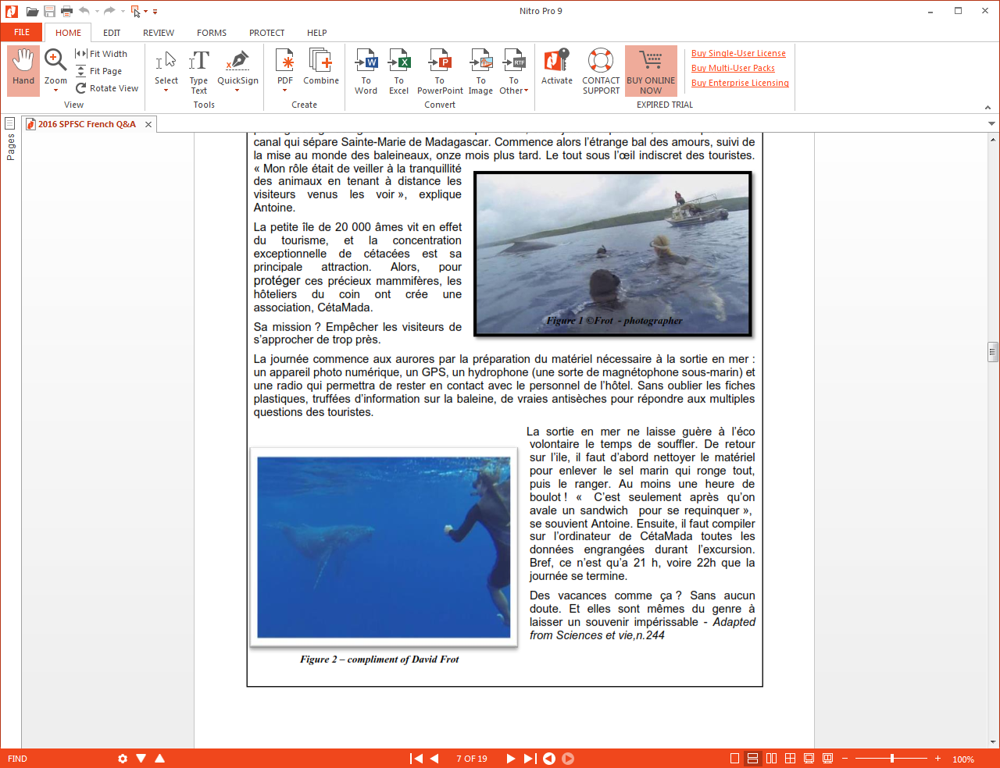 Nitro Pro 9
FILE HOME EDIT REVIEW FORMS PROTECT HELP
Hand
Zoom
Fit Width
Fit Page
Rotate View
View
Select
Type Text
QuickSign
Tools
PDF
Combine
Create
To Word
To Excel
To PowerPoint
To Image
To Other
Convert
Activate
CONTACT SUPPORT
BUY ONLINE NOW
Buy Single-User License
Buy Multi-User Packs
Buy Enterprise Licensing
EXPIRED TRIAL
2016 SPFSC French Q&A
Pages
canal qui sépare Sainte-Marie de Madagascar. Commence alors l’étrange bal des amours, suivi de
la mise au monde des baleineaux, onze mois plus tard. Le tout sous l’œil indiscret des touristes.
« Mon rôle était de veiller à la tranquillité
des animaux en tenant à distance les
visiteurs venus les voir », explique
Antoine.
La petite île de 20 000 âmes vit en effet
du tourisme, et la concentration
exceptionnelle de cétacées est sa
principale attraction. Alors, pour
protéger ces précieux mammifères, les
hôteliers du coin ont crée une
association, CétaMada.
Sa mission ? Empêcher les visiteurs de
s’approcher de trop près.
Figure 1 ©Frot - photographer
La journée commence aux aurores par la préparation du matériel nécessaire à la sortie en mer :
un appareil photo numérique, un GPS, un hydrophone (une sorte de magnétophone sous-marin) et
une radio qui permettra de rester en contact avec le personnel de l’hôtel. Sans oublier les fiches
plastiques, truffées d’information sur la baleine, de vraies antisèches pour répondre aux multiples
questions des touristes.
La sortie en mer ne laisse guère à l’éco
volontaire le temps de souffler. De retour
sur l’ile, il faut d’abord nettoyer le matériel
pour enlever le sel marin qui ronge tout,
puis le ranger. Au moins une heure de
boulot ! « C’est seulement après qu’on
avale un sandwich pour se requinquer »,
se souvient Antoine. Ensuite, il faut compiler
sur l’ordinateur de CétaMada toutes les
données engrangées durant l’excursion.
Bref, ce n’est qu’a 21 h, voire 22h que la
journée se termine.
Des vacances comme ça ? Sans aucun
doute. Et elles sont mêmes du genre à
laisser un souvenir impérissable - Adapted
from Sciences et vie,n.244
Figure 2 – compliment of David Frot
FIND
7 OF 19
100%